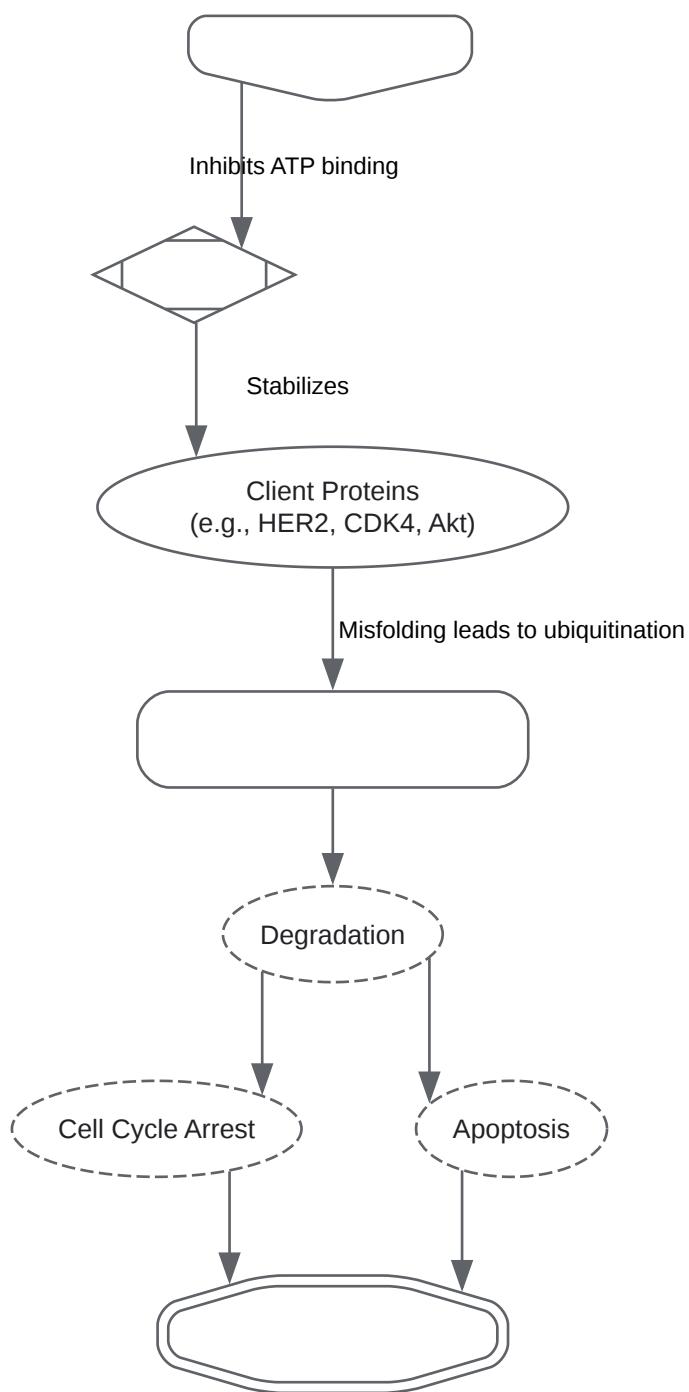 Inhibits ATP binding
Stabilizes
Client Proteins
(e.g., HER2, CDK4, Akt)
Misfolding leads to ubiquitination
Degradation
Cell Cycle Arrest
Apoptosis